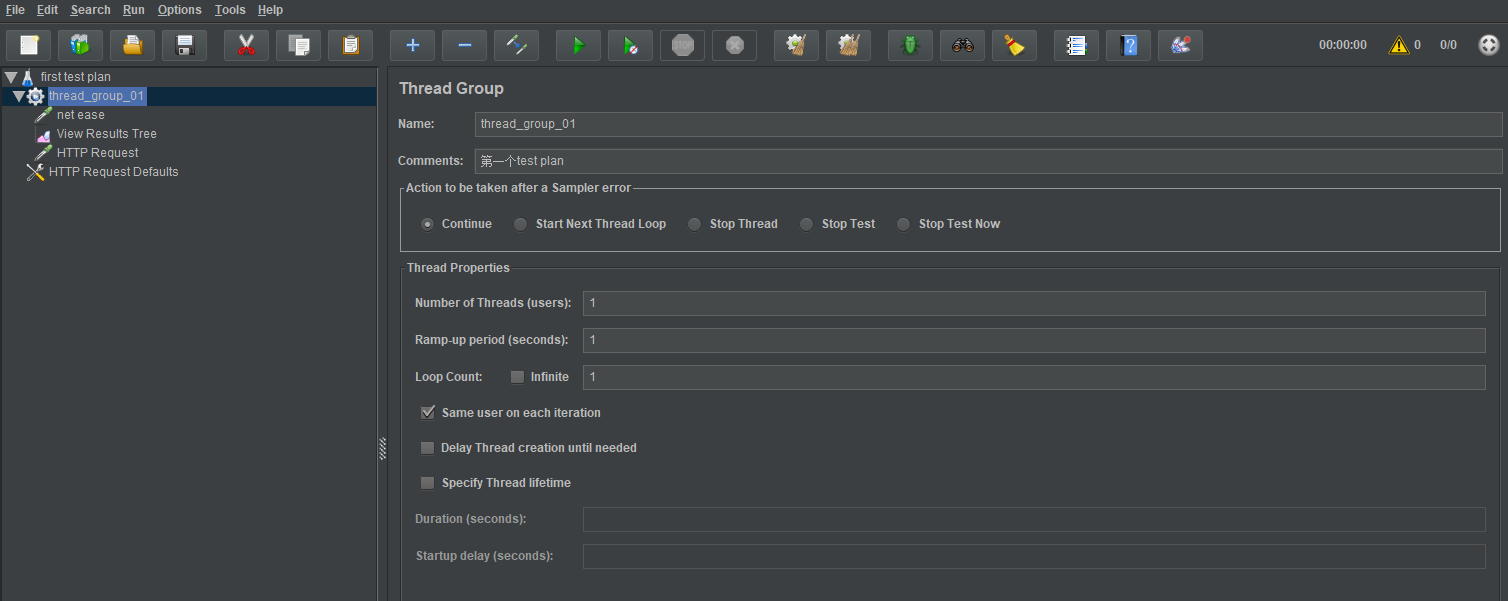 File Edit Search Run Options Tools Help
STOP
00:00:00 0 0/0
first test plan
thread_group_01
net ease
View Results Tree
HTTP Request
HTTP Request Defaults
Thread Group
Name: thread_group_01
Comments: 第一个test plan
Action to be taken after a Sampler error
Continue Start Next Thread Loop Stop Thread Stop Test Stop Test Now
Thread Properties
Number of Threads (users): 1
Ramp-up period (seconds): 1
Loop Count: Infinite 1
Same user on each iteration
Delay Thread creation until needed
Specify Thread lifetime
Duration (seconds):
Startup delay (seconds):